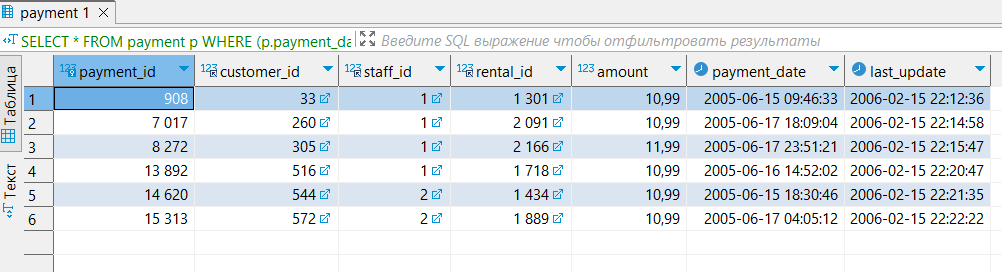 payment 1
SELECT * FROM payment p WHERE (p.payment_da Введите SQL выражение чтобы отфильтровать результаты
Таблица
Текст
123 payment_id 123 customer_id 123 staff_id 123 rental_id 123 amount payment_date last_update
1 908 33 1 1 301 10,99 2005-06-15 09:46:33 2006-02-15 22:12:36
2 7 017 260 1 2 091 10,99 2005-06-17 18:09:04 2006-02-15 22:14:58
3 8 272 305 1 2 166 11,99 2005-06-17 23:51:21 2006-02-15 22:15:47
4 13 892 516 1 1 718 10,99 2005-06-16 14:52:02 2006-02-15 22:20:47
5 14 620 544 2 1 434 10,99 2005-06-15 18:30:46 2006-02-15 22:21:35
6 15 313 572 2 1 889 10,99 2005-06-17 04:05:12 2006-02-15 22:22:22